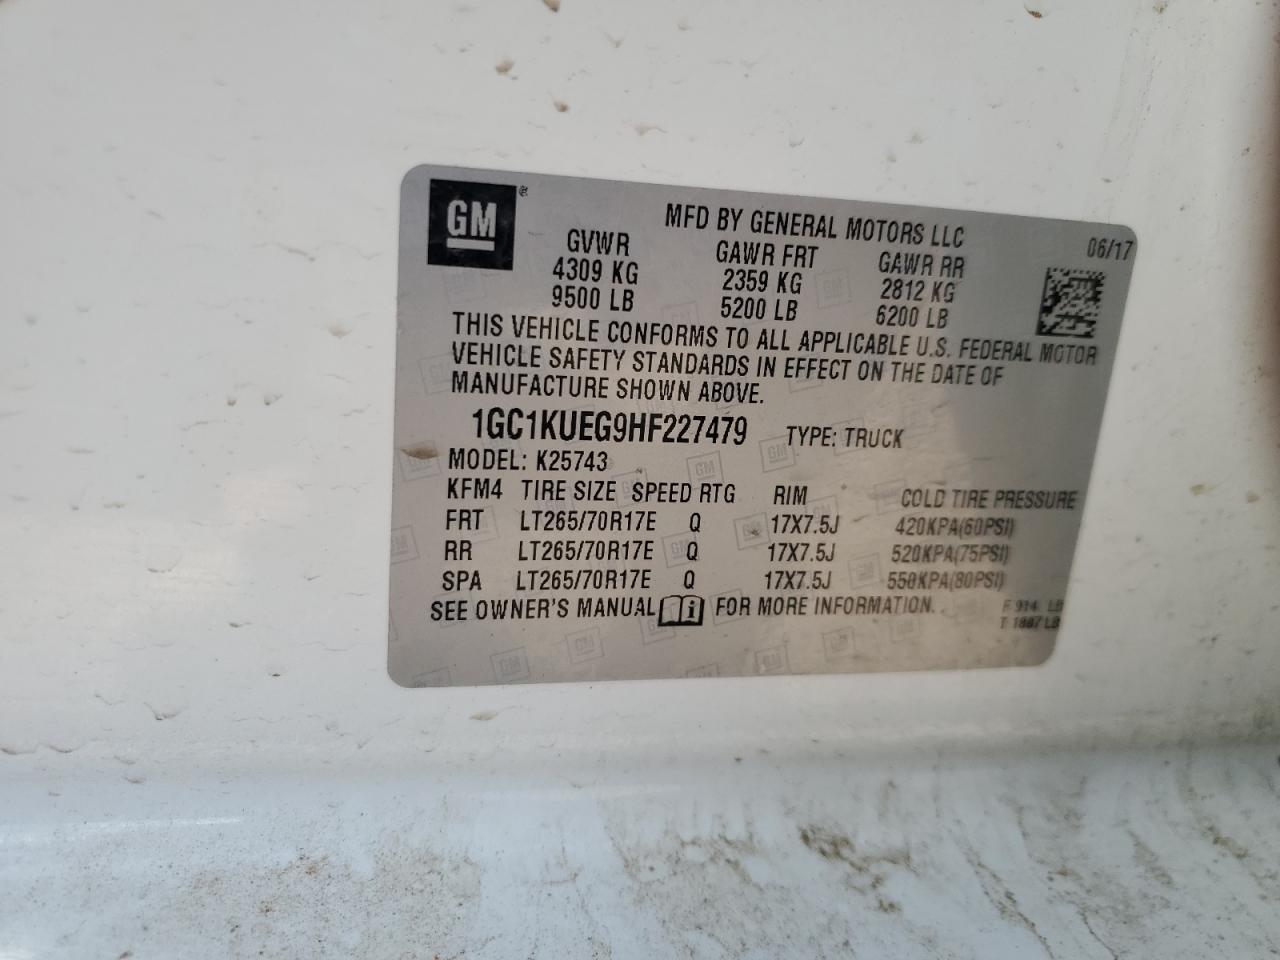 GM®
MFD BY GENERAL MOTORS LLC
06/17
GVWR GAWR FRT GAWR RR
4309 KG 2359 KG 2812 KG
9500 LB 5200 LB 6200 LB
THIS VEHICLE CONFORMS TO ALL APPLICABLE U.S. FEDERAL MOTOR
VEHICLE SAFETY STANDARDS IN EFFECT ON THE DATE OF
MANUFACTURE SHOWN ABOVE.
1GC1KUEG9HF227479 TYPE: TRUCK
MODEL: K25743
KFM4 TIRE SIZE SPEED RTG RIM COLD TIRE PRESSURE
FRT LT265/70R17E Q 17X7.5J 420KPA(60PSI)
RR LT265/70R17E Q 17X7.5J 520KPA(75PSI)
SPA LT265/70R17E Q 17X7.5J 550KPA(80PSI)
SEE OWNER'S MANUAL i FOR MORE INFORMATION.
F 914 LB
LB